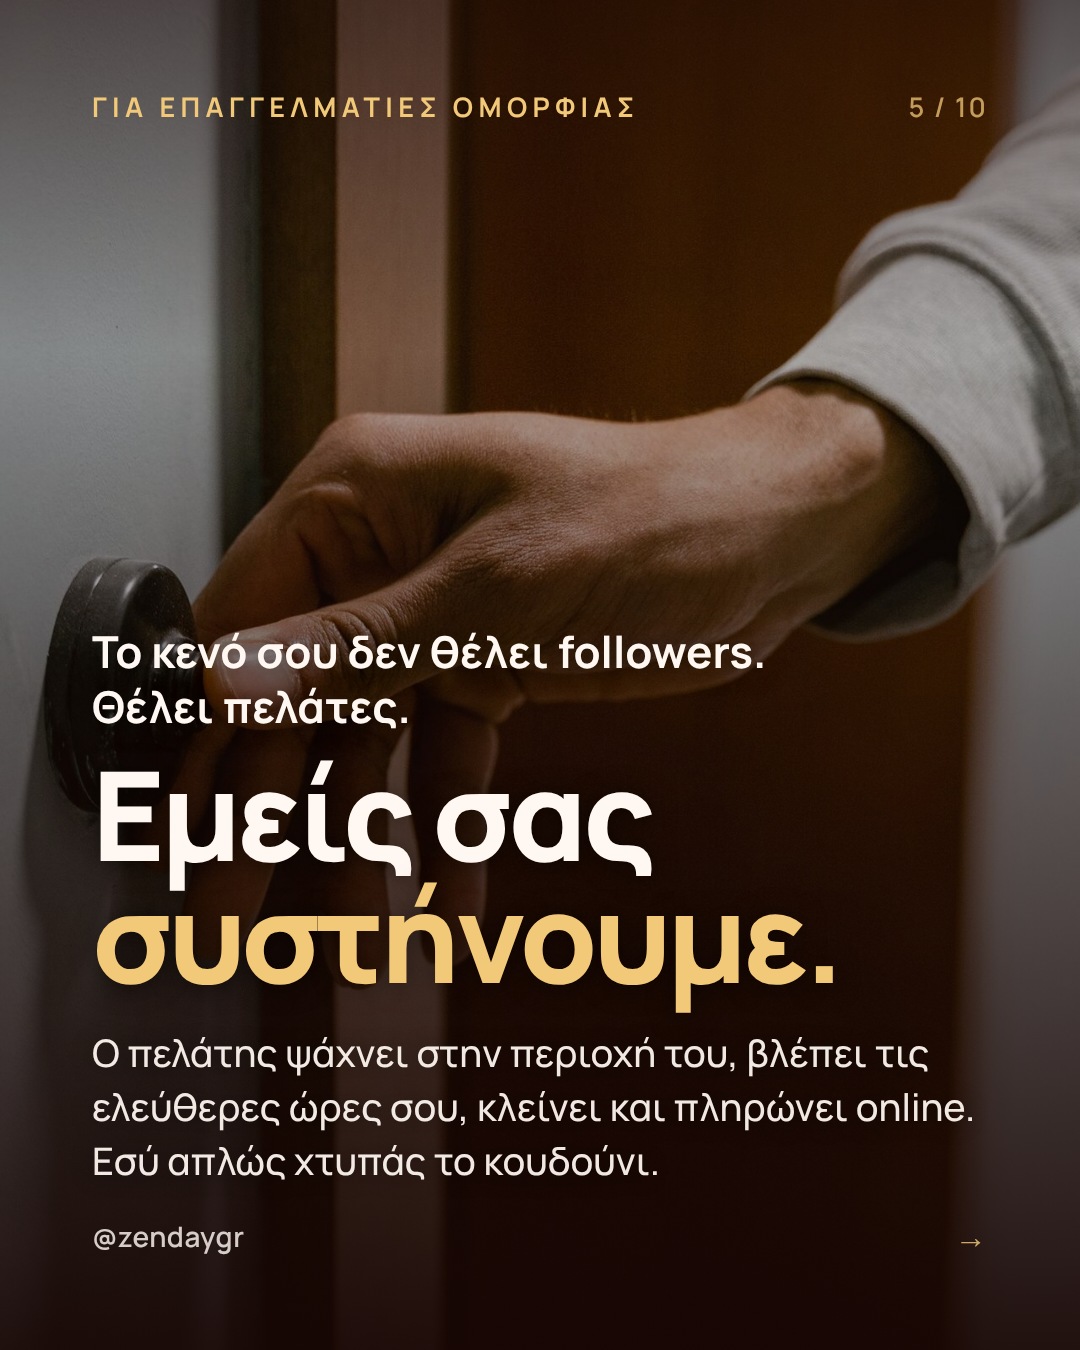 ΓΙΑ ΕΠΑΓΓΕΛΜΑΤΙΕΣ ΟΜΟΡΦΙΑΣ
5 / 10
Το κενό σου δεν θέλει followers.
Θέλει πελάτες.
Εμείς σας
συστήνουμε.
Ο πελάτης ψάχνει στην περιοχή του, βλέπει τις
ελεύθερες ώρες σου, κλείνει και πληρώνει online.
Εσύ απλώς χτυπάς το κουδούνι.
@zendaygr
→